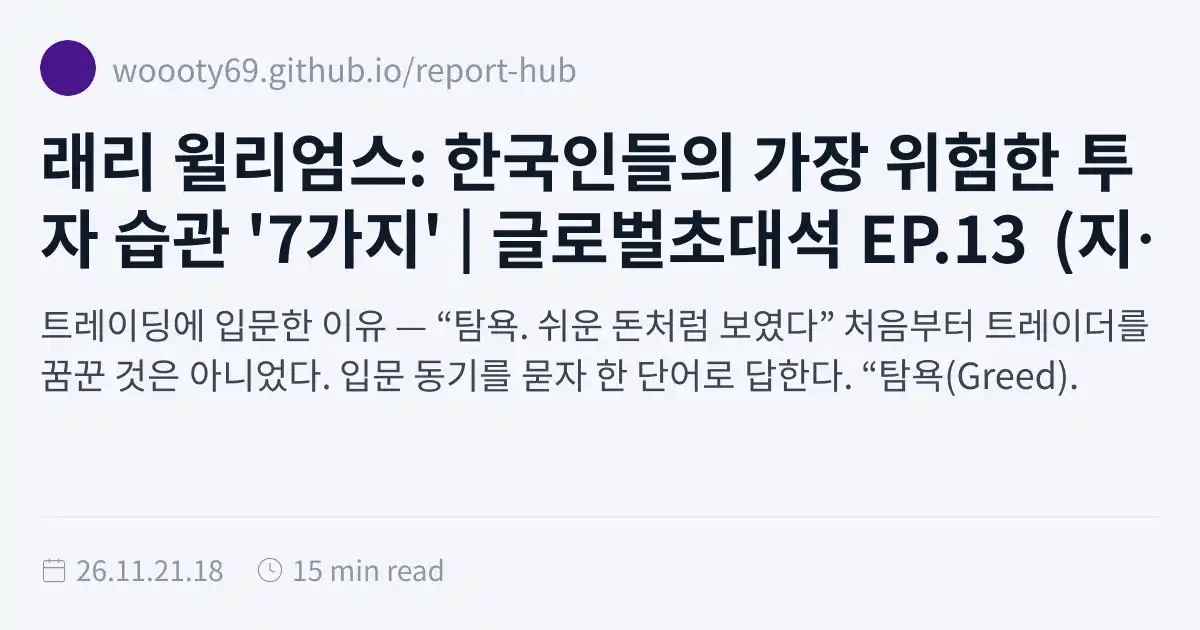 woooty69.github.io/report-hub
래리 윌리엄스: 한국인들의 가장 위험한 투
자 습관 '7가지' | 글로벌초대석 EP.13 (지·
트레이딩에 입문한 이유 — “탐욕. 쉬운 돈처럼 보였다” 처음부터 트레이더를
꿈꾼 것은 아니었다. 입문 동기를 묻자 한 단어로 답한다. “탐욕(Greed).
26.11.21.18 15 min read